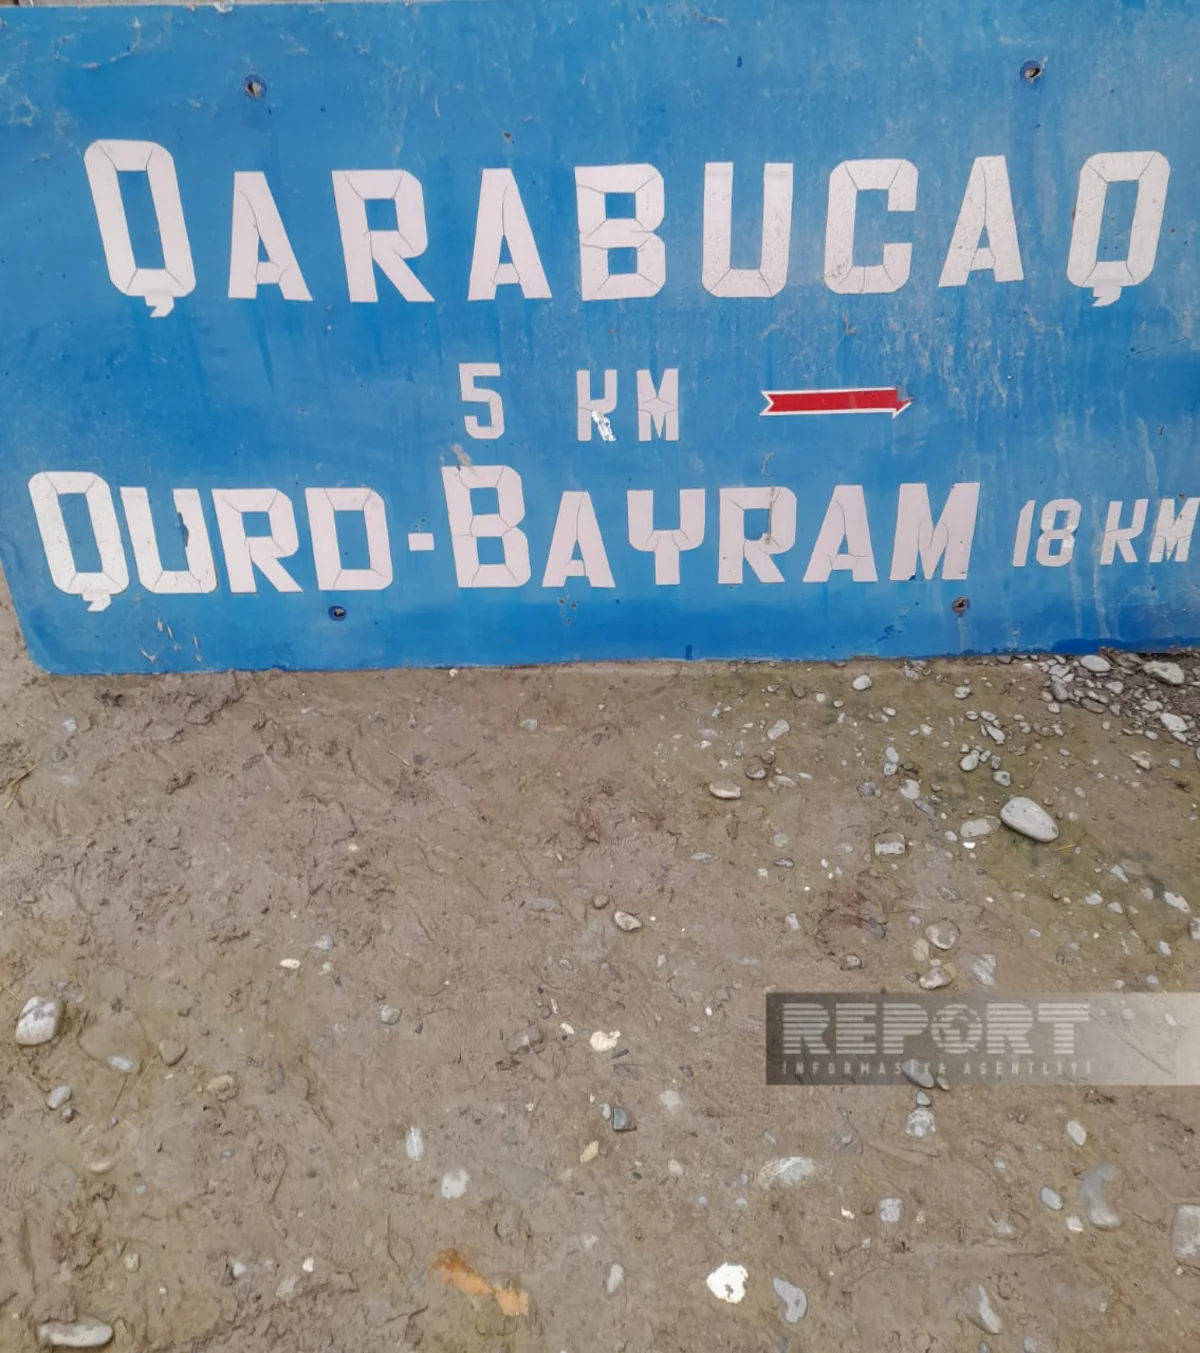 QARABUCAQ
5 KM
QURD-BAYRAM 18 KM
REPORT
İNFORMASİYA AGENTLİYİ